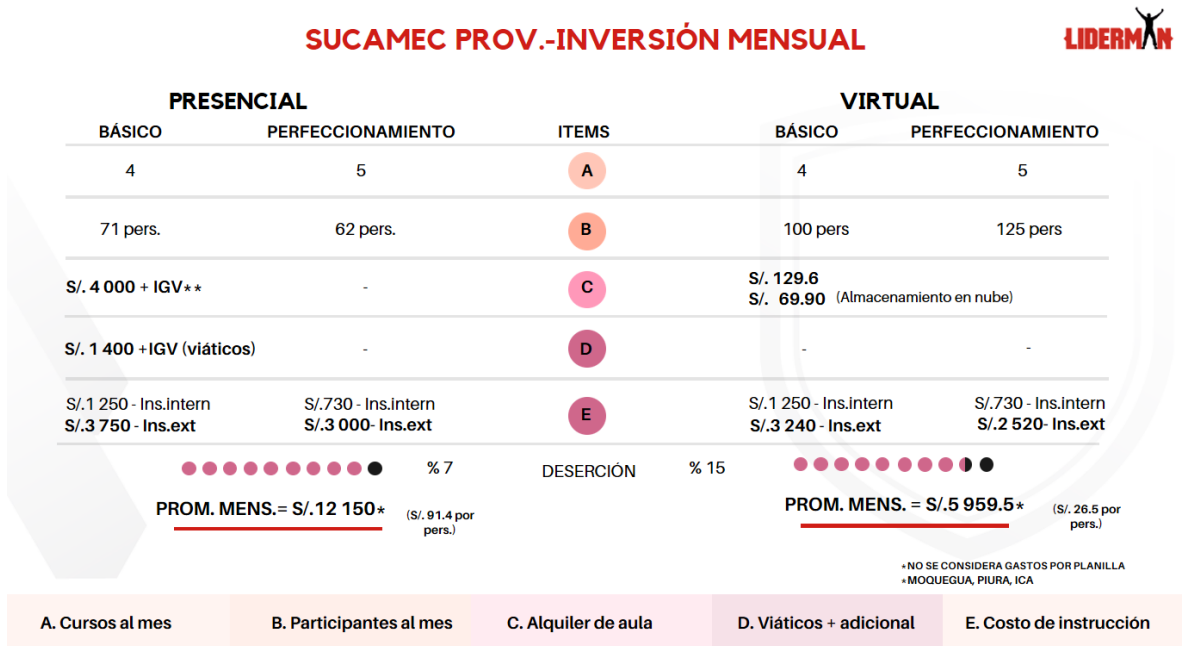 SUCAMEC PROV.-INVERSIÓN MENSUAL
LIDERMAN
PRESENCIAL
VIRTUAL
BÁSICO PERFECCIONAMIENTO ITEMS BÁSICO PERFECCIONAMIENTO
4 5 A 4 5
71 pers. 62 pers. B 100 pers 125 pers
S/. 4 000 + IGV** - C S/. 129.6
S/. 69.90 (Almacenamiento en nube)
S/. 1 400 +IGV (viáticos) - D - -
S/.1 250 - Ins.intern S/.730 - Ins.intern E S/.1 250 - Ins.intern S/.730 - Ins.intern
S/.3 750 - Ins.ext S/.3 000- Ins.ext S/.3 240 - Ins.ext S/.2 520- Ins.ext
% 7 DESERCIÓN % 15
PROM. MENS.= S/.12 150* (S/. 91.4 por
pers.)
PROM. MENS. = S/.5 959.5* (S/. 26.5 por
pers.)
*NO SE CONSIDERA GASTOS POR PLANILLA
*MOQUEGUA, PIURA, ICA
A. Cursos al mes B. Participantes al mes C. Alquiler de aula D. Viáticos + adicional E. Costo de instrucción